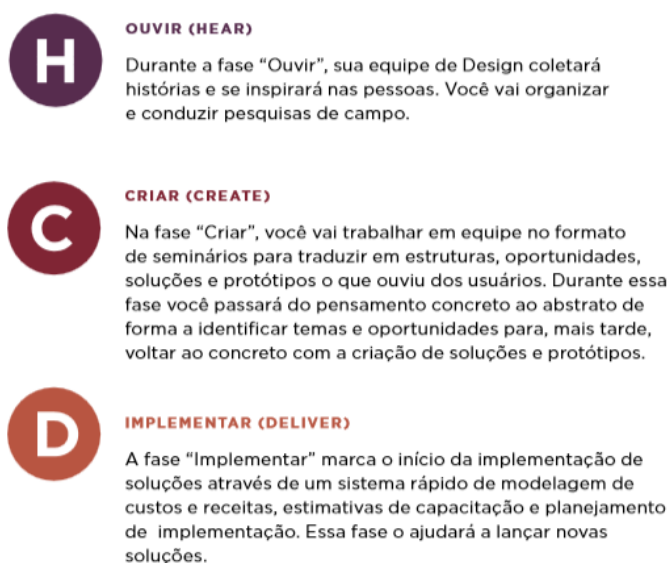 H
OUVIR (HEAR)
Durante a fase “Ouvir”, sua equipe de Design coletará
histórias e se inspirará nas pessoas. Você vai organizar
e conduzir pesquisas de campo.
C
CRIAR (CREATE)
Na fase “Criar”, você vai trabalhar em equipe no formato
de seminários para traduzir em estruturas, oportunidades,
soluções e protótipos o que ouviu dos usuários. Durante essa
fase você passará do pensamento concreto ao abstrato de
forma a identificar temas e oportunidades para, mais tarde,
voltar ao concreto com a criação de soluções e protótipos.
D
IMPLEMENTAR (DELIVER)
A fase “Implementar” marca o início da implementação de
soluções através de um sistema rápido de modelagem de
custos e receitas, estimativas de capacitação e planejamento
de implementação. Essa fase o ajudará a lançar novas
soluções.